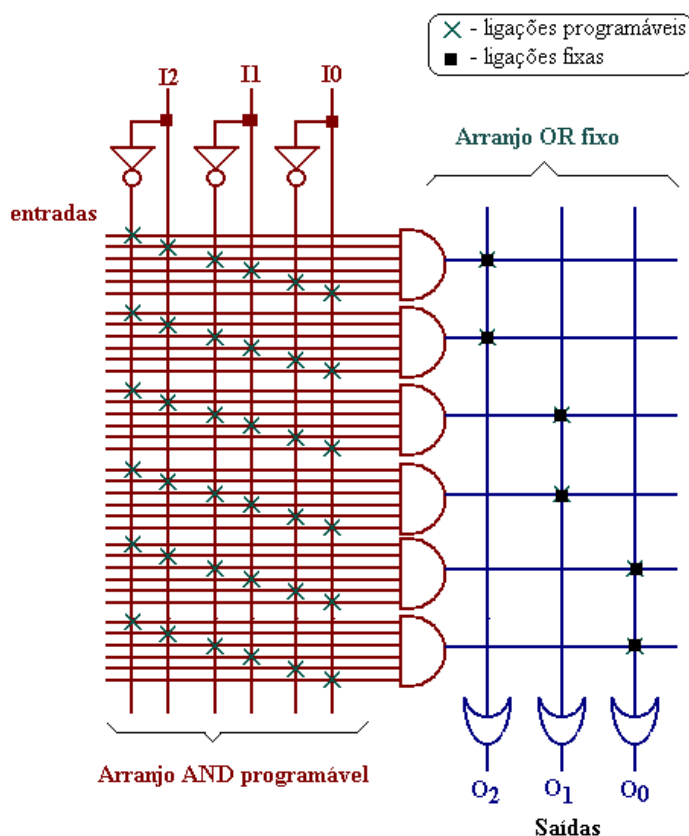 - ligações programáveis
- ligações fixas
I2 I1 I0
Arranjo OR fixo
entradas
Arranjo AND programável
O2 O1 O0
Saídas